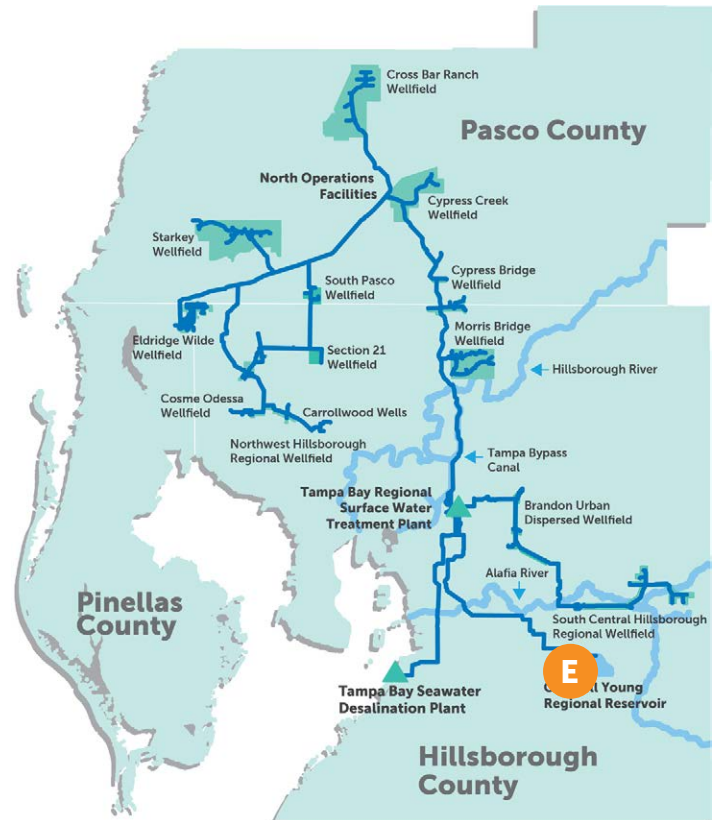 Cross Bar Ranch
Wellfield
Pasco County
North Operations
Facilities
Cypress Creek
Wellfield
Starkey
Wellfield
South Pasco
Wellfield
Cypress Bridge
Wellfield
Eldridge Wilde
Wellfield
Section 21
Wellfield
Morris Bridge
Wellfield
Hillsborough River
Cosme Odessa
Wellfield
Carrollwood Wells
Northwest Hillsborough
Regional Wellfield
Tampa Bypass
Canal
Tampa Bay Regional
Surface Water
Treatment Plant
Brandon Urban
Dispersed Wellfield
Alafia River
Pinellas
County
South Central Hillsborough
Regional Wellfield
E
Tampa Bay Seawater
Desalination Plant
Young
Regional Reservoir
Hillsborough
County